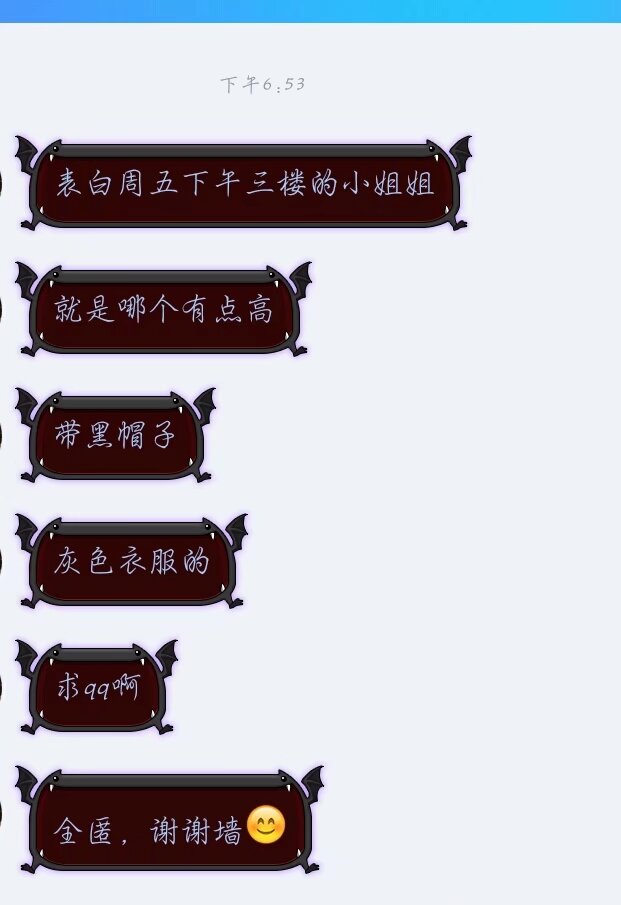 下午6:53
表白周五下午三楼的小姐姐
就是哪个有点高
带黑帽子
灰色衣服的
求qq啊
全匿，谢谢墙😊